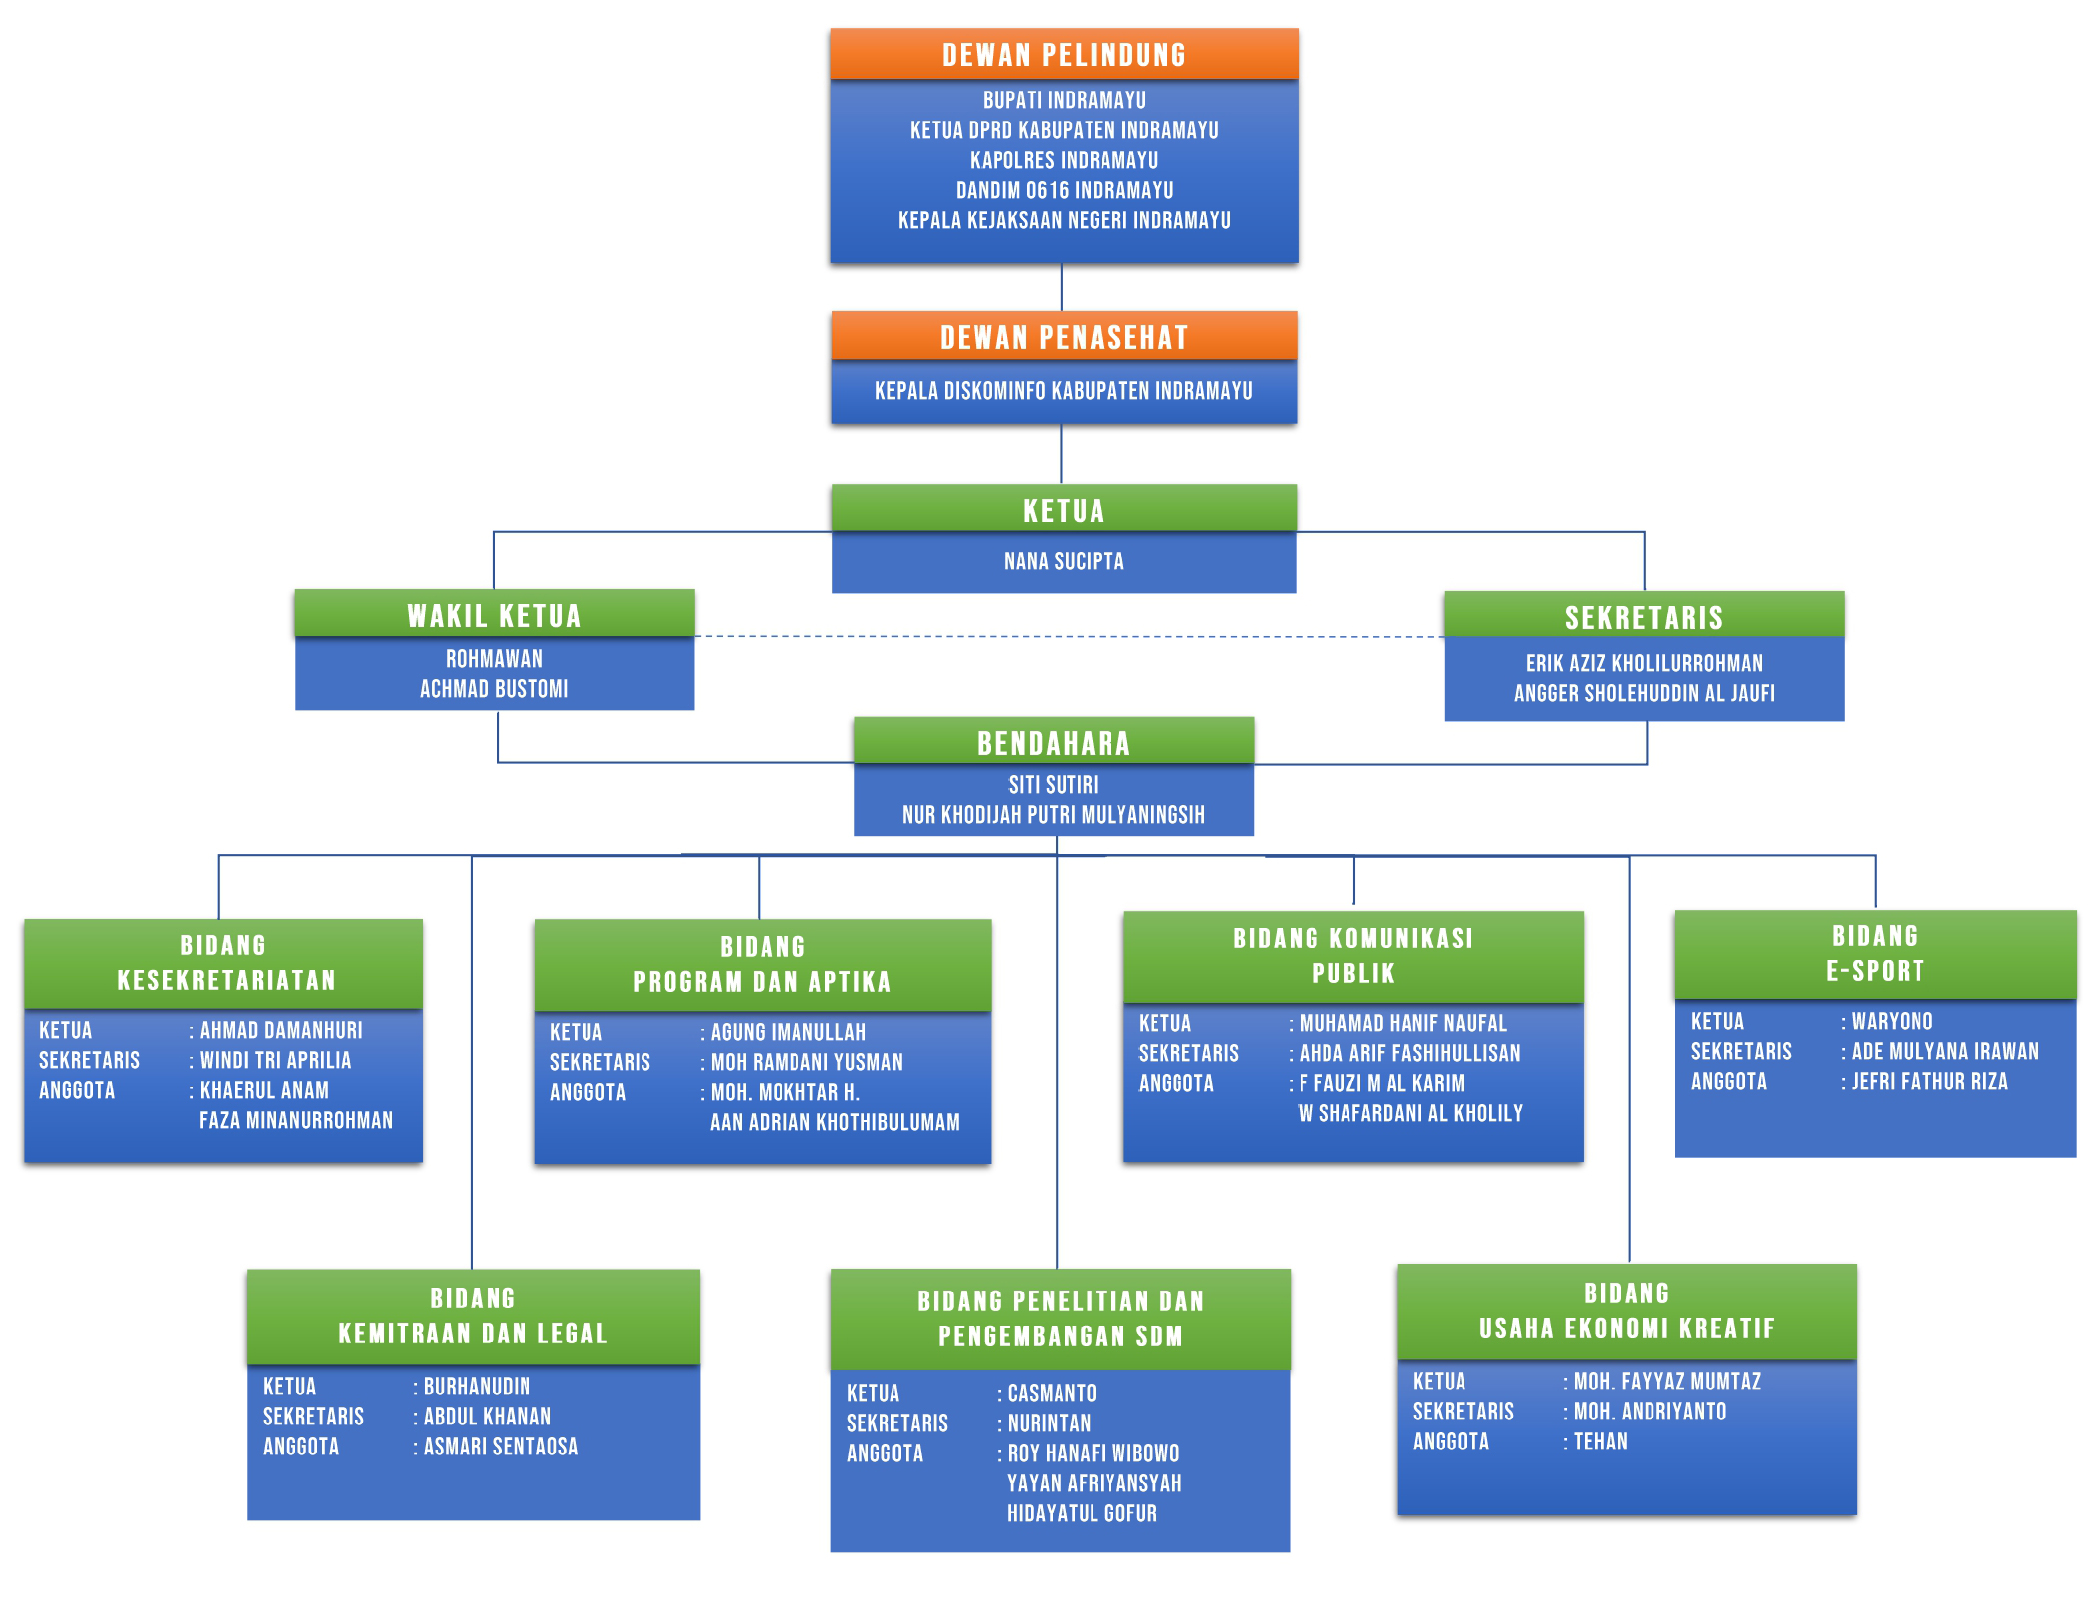 DEWAN PELINDUNG
BUPATI INDRAMAYU
KETUA DPRD KABUPATEN INDRAMAYU
KAPOLRES INDRAMAYU
DANDIM 0616 INDRAMAYU
KEPALA KEJAKSAAN NEGERI INDRAMAYU
DEWAN PENASEHAT
KEPALA DISKOMINFO KABUPATEN INDRAMAYU
KETUA
NANA SUCIPTA
WAKIL KETUA
ROHMAWAN
ACHMAD BUSTOMI
SEKRETARIS
ERIK AZIZ KHOLILURROHMAN
ANGGER SHOLEHUDDIN AL JAUFI
BENDAHARA
SITI SUTIRI
NUR KHODIJAH PUTRI MULYANINGSIH
BIDANG
KESEKRETARIATAN
KETUA : AHMAD DAMANHURI
SEKRETARIS : WINDI TRI APRILIA
ANGGOTA : KHAERUL ANAM
FAZA MINANURROHMAN
BIDANG
PROGRAM DAN APTIKA
KETUA : AGUNG IMANULLAH
SEKRETARIS : MOH RAMDANI YUSMAN
ANGGOTA : MOH. MOKHTAR H.
AAN ADRIAN KHOTHIBULUMAM
BIDANG KOMUNIKASI
PUBLIK
KETUA : MUHAMAD HANIF NAUFAL
SEKRETARIS : AHDA ARIF FASHIHULLISAN
ANGGOTA : F FAUZI M AL KARIM
W SHAFARDANI AL KHOLILY
BIDANG
E-SPORT
KETUA : WARYONO
SEKRETARIS : ADE MULYANA IRAWAN
ANGGOTA : JEFRI FATHUR RIZA
BIDANG
KEMITRAAN DAN LEGAL
KETUA : BURHANUDIN
SEKRETARIS : ABDUL KHANAN
ANGGOTA : ASMARI SENTAOSA
BIDANG PENELITIAN DAN
PENGEMBANGAN SDM
KETUA : CASMANTO
SEKRETARIS : NURINTAN
ANGGOTA : ROY HANAFI WIBOWO
YAYAN AFRIYANSYAH
HIDAYATUL GOFUR
BIDANG
USAHA EKONOMI KREATIF
KETUA : MOH. FAYYAZ MUMTAZ
SEKRETARIS : MOH. ANDRIYANTO
ANGGOTA : TEHAN